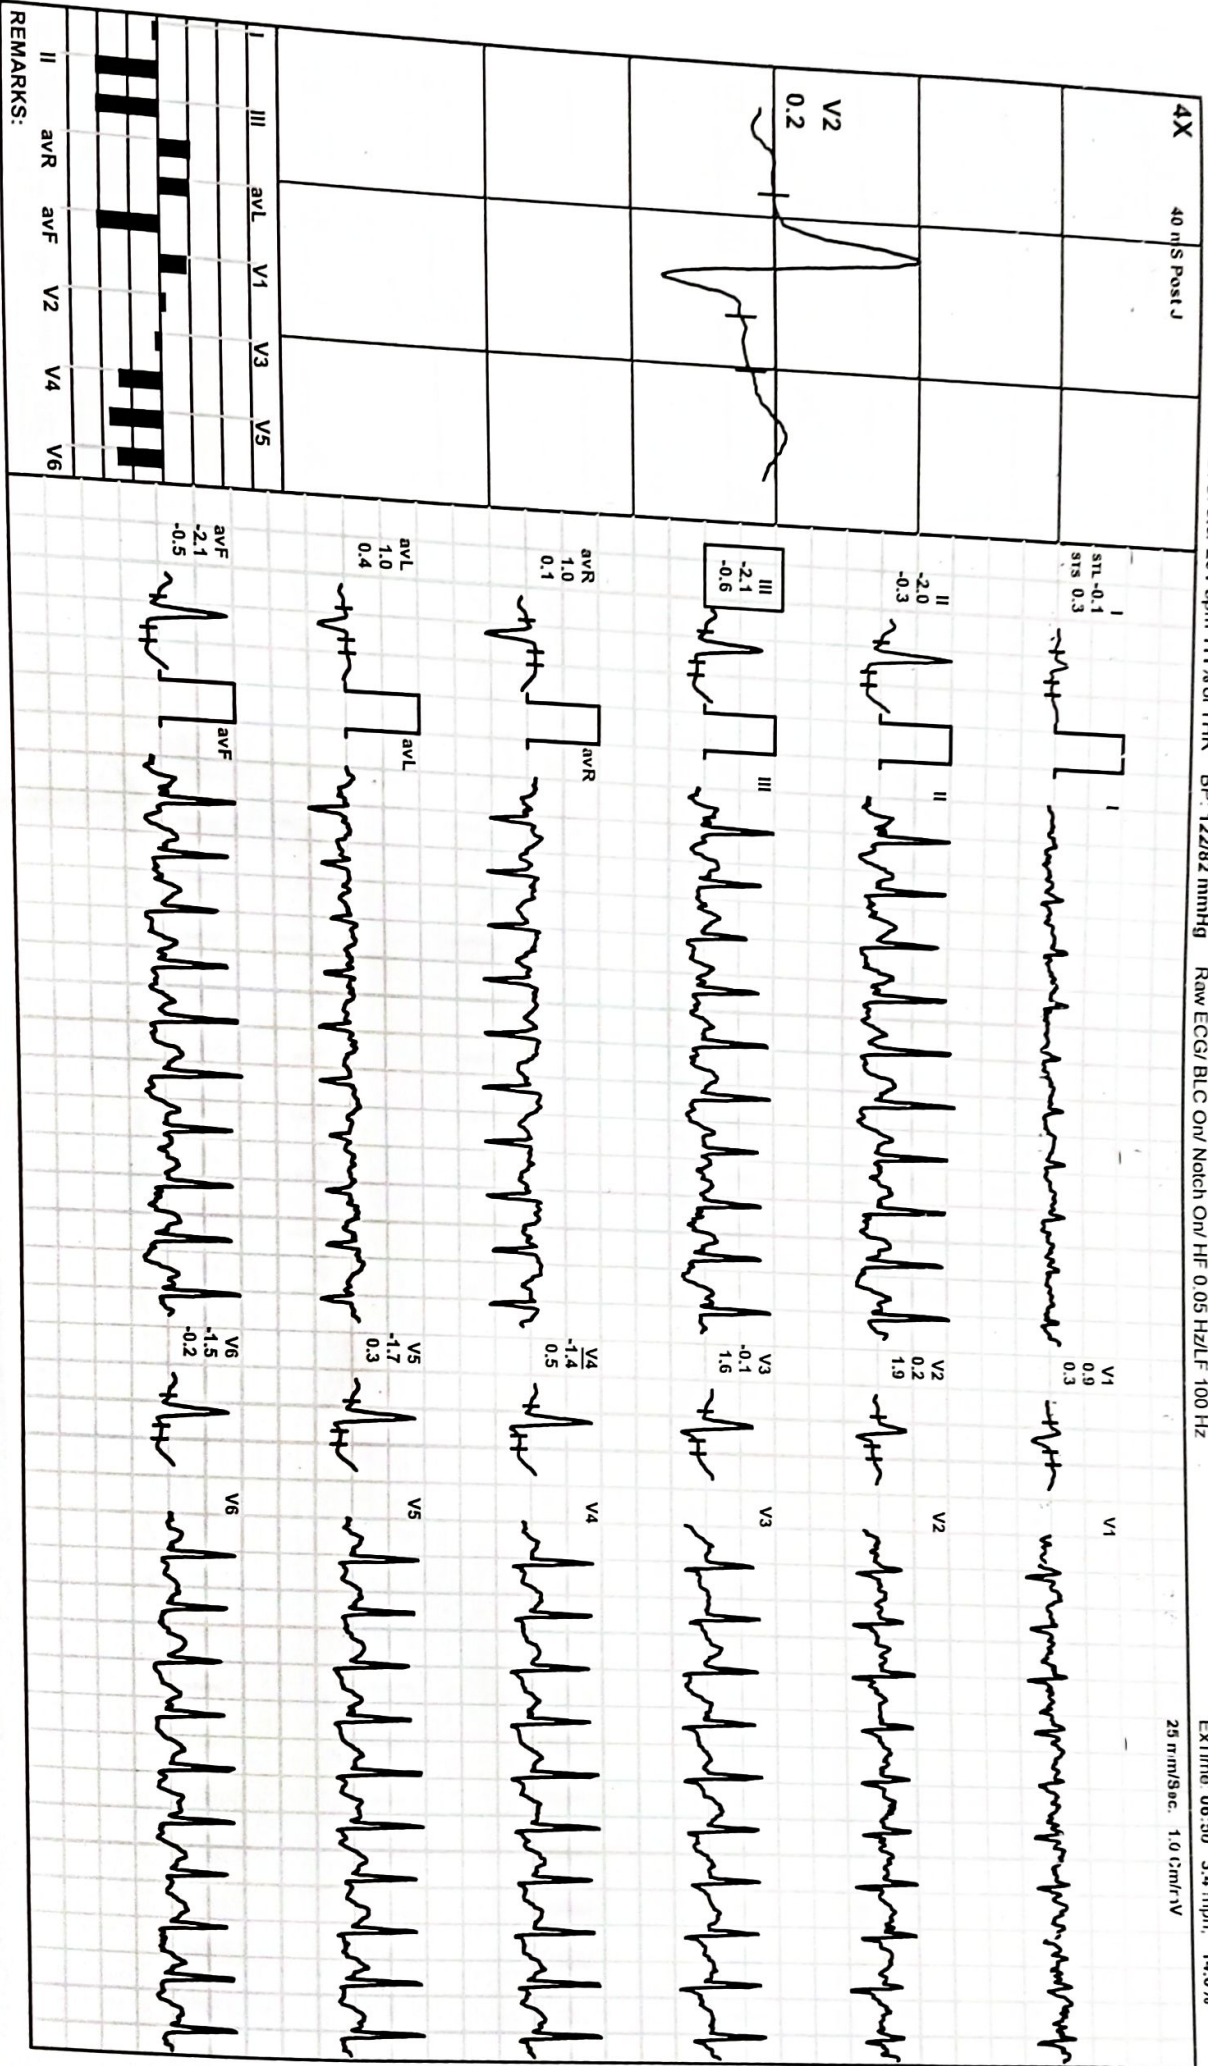 BP: 122/82 mmHg Raw ECG/ BLC On/ Notch On/ HF 0.05 Hz/LF 100 Hz
25 mm/Sec. 1.0 Cm/mV
4X 40 mS Post J
V2
0.2
I
STL -0.1
STS 0.3
I
V1
0.9
0.3
V1
II
-2.0
-0.3
II
V2
0.2
1.9
V2
III
-2.1
-0.6
III
V3
-0.1
1.6
V3
avR
1.0
0.1
avR
V4
-1.4
0.5
V4
avL
1.0
0.4
avL
V5
-1.7
0.3
V5
avF
-2.1
-0.5
avF
V6
-1.5
-0.2
V6
I III avL V1 V3 V5
II avR avF V2 V4 V6
REMARKS: